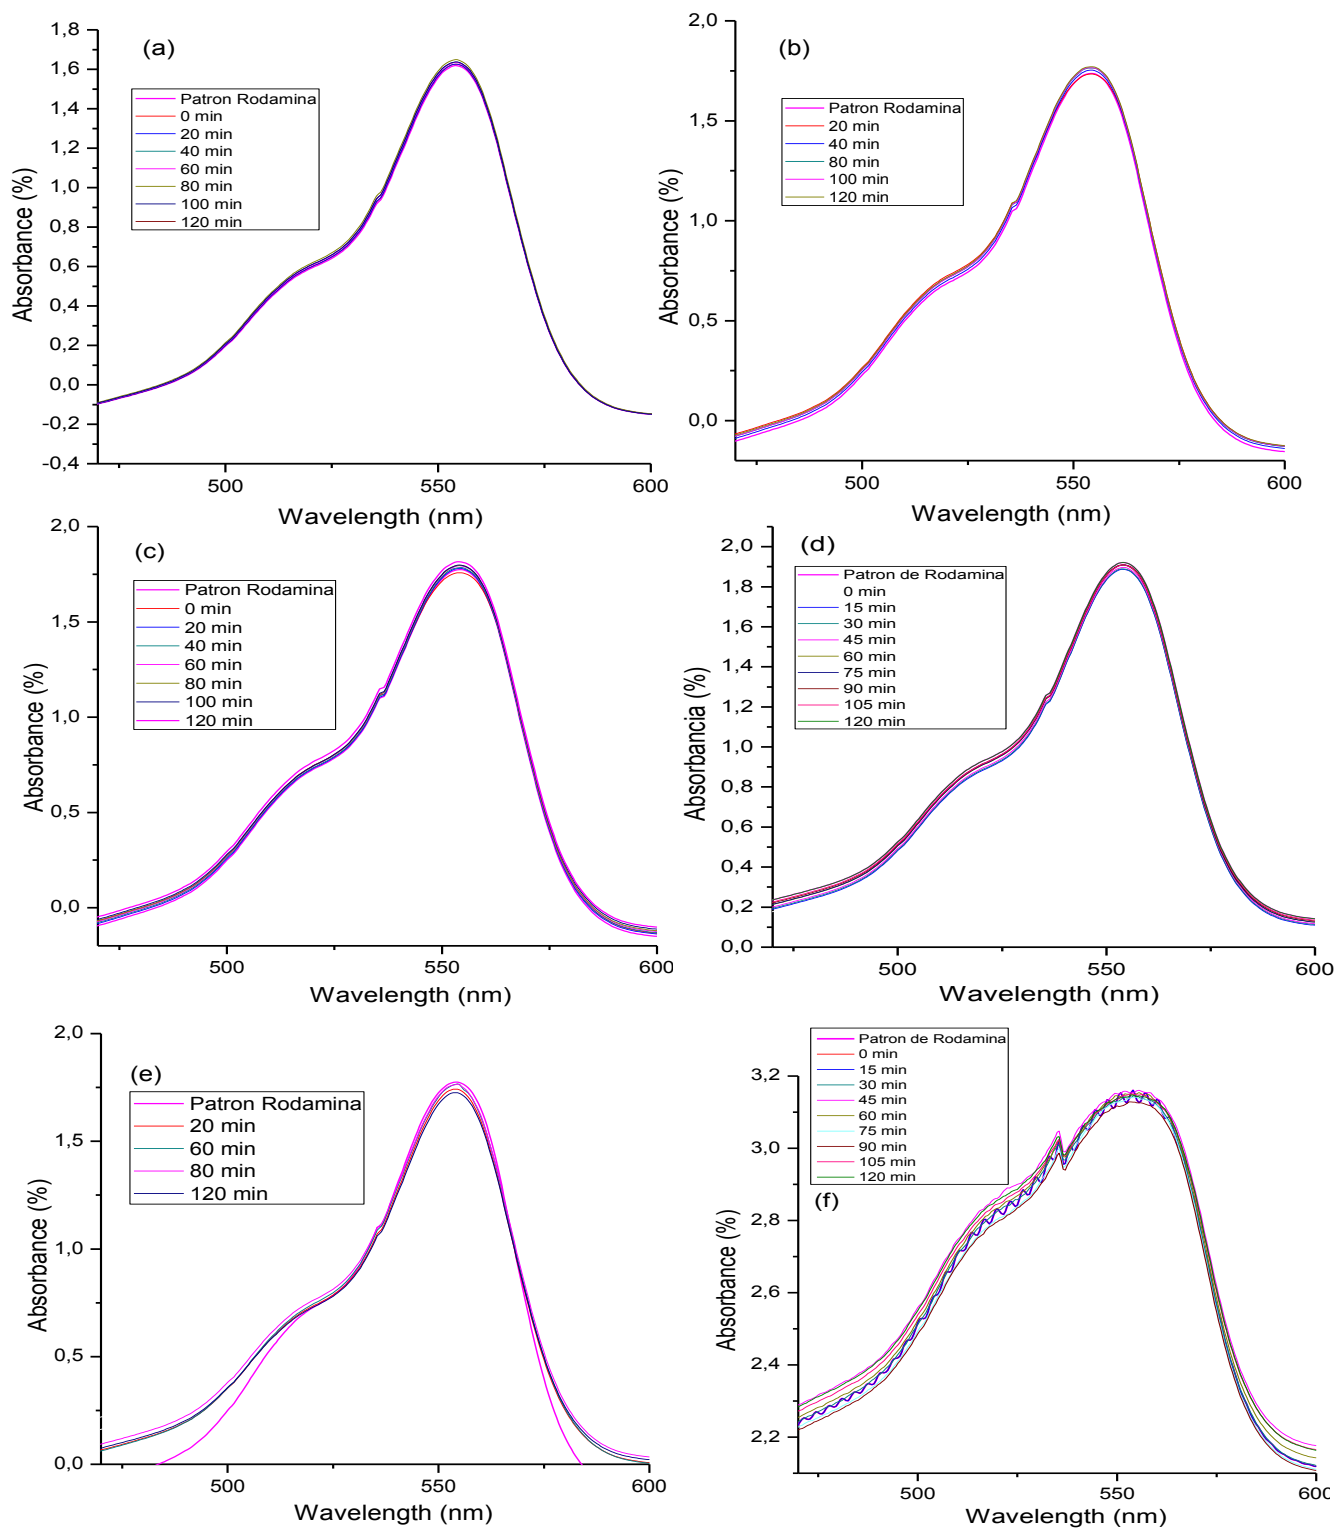 (a)
Patron Rodamina
0 min
20 min
40 min
60 min
80 min
100 min
120 min
1,8
1,6
1,4
1,2
1,0
0,8
0,6
0,4
0,2
0,0
-0,2
-0,4
Absorbance (%)
500
550
600
Wavelength (nm)
(b)
Patron Rodamina
20 min
40 min
80 min
100 min
120 min
2,0
1,5
1,0
0,5
0,0
Absorbance (%)
500
550
600
Wavelength (nm)
(c)
Patron Rodamina
0 min
20 min
40 min
60 min
80 min
100 min
120 min
2,0
1,5
1,0
0,5
0,0
Absorbance (%)
500
550
600
Wavelength (nm)
(d)
Patron de Rodamina
0 min
15 min
30 min
45 min
60 min
75 min
90 min
105 min
120 min
2,0
1,8
1,6
1,4
1,2
1,0
0,8
0,6
0,4
0,2
0,0
Absorbancia (%)
500
550
600
Wavelength (nm)
(e)
Patron Rodamina
20 min
60 min
80 min
120 min
2,0
1,5
1,0
0,5
0,0
Absorbance (%)
500
550
600
Wavelength (nm)
Patron de Rodamina
0 min
15 min
30 min
45 min
60 min
75 min
90 min
105 min
120 min
(f)
3,2
3,0
2,8
2,6
2,4
2,2
Absorbance (%)
500
550
600
Wavelength (nm)